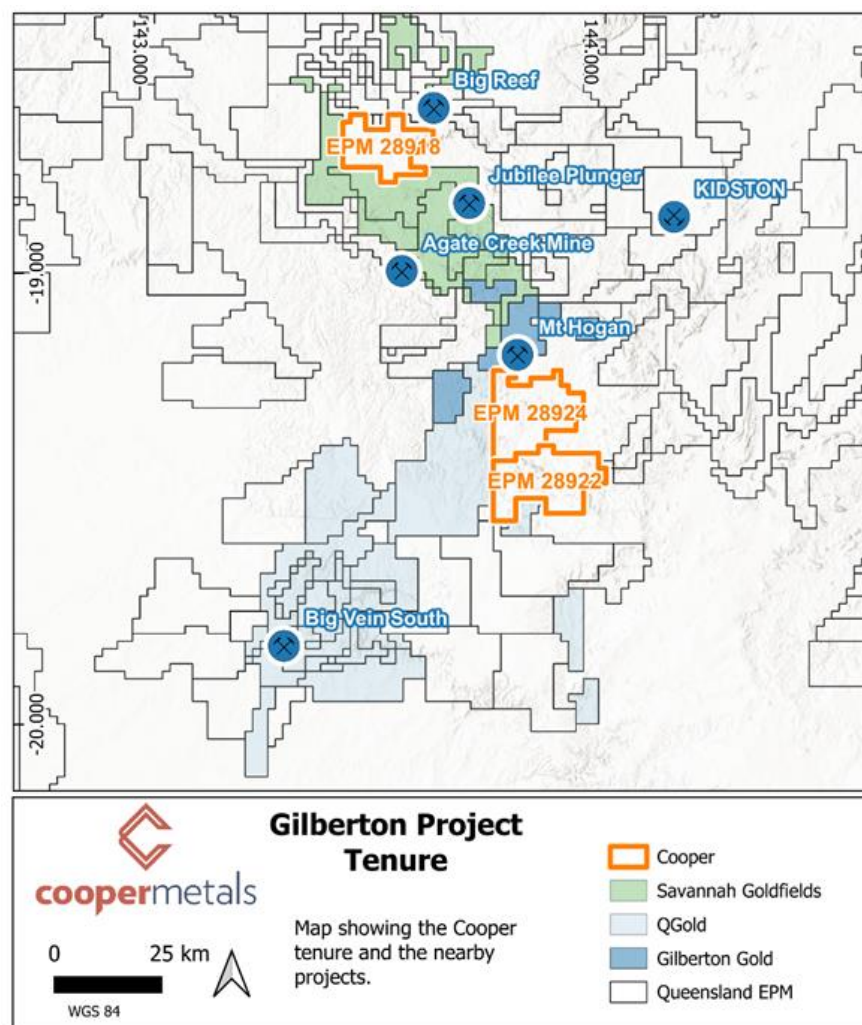 143.000
144.000
Big Reef
EPM 28918
Jubilee Plunger
KIDSTON
Agate Creek Mine
-19.000
Mt Hogan
EPM 28924
EPM 28922
Big Vein South
-20.000
coopermetals
0 25 km
WGS 84
Gilberton Project
Tenure
Map showing the Cooper
tenure and the nearby
projects.
Cooper
Savannah Goldfields
QGold
Gilberton Gold
Queensland EPM